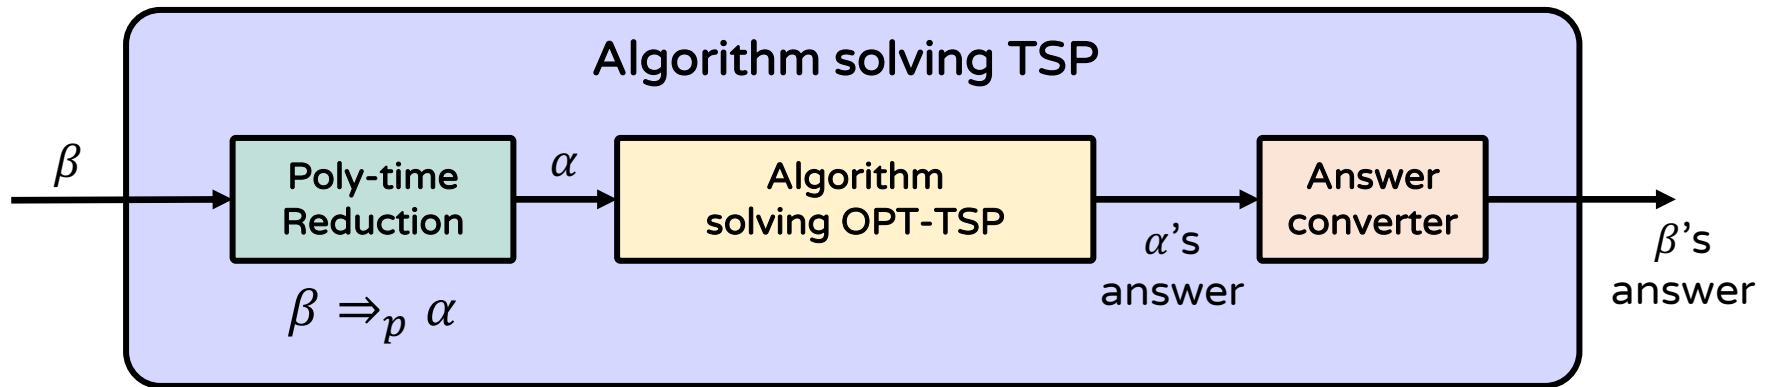 Algorithm solving TSP
β
Poly-time
Reduction
β ⇒p α
α
Algorithm
solving OPT-TSP
α's
answer
Answer
converter
β's
answer